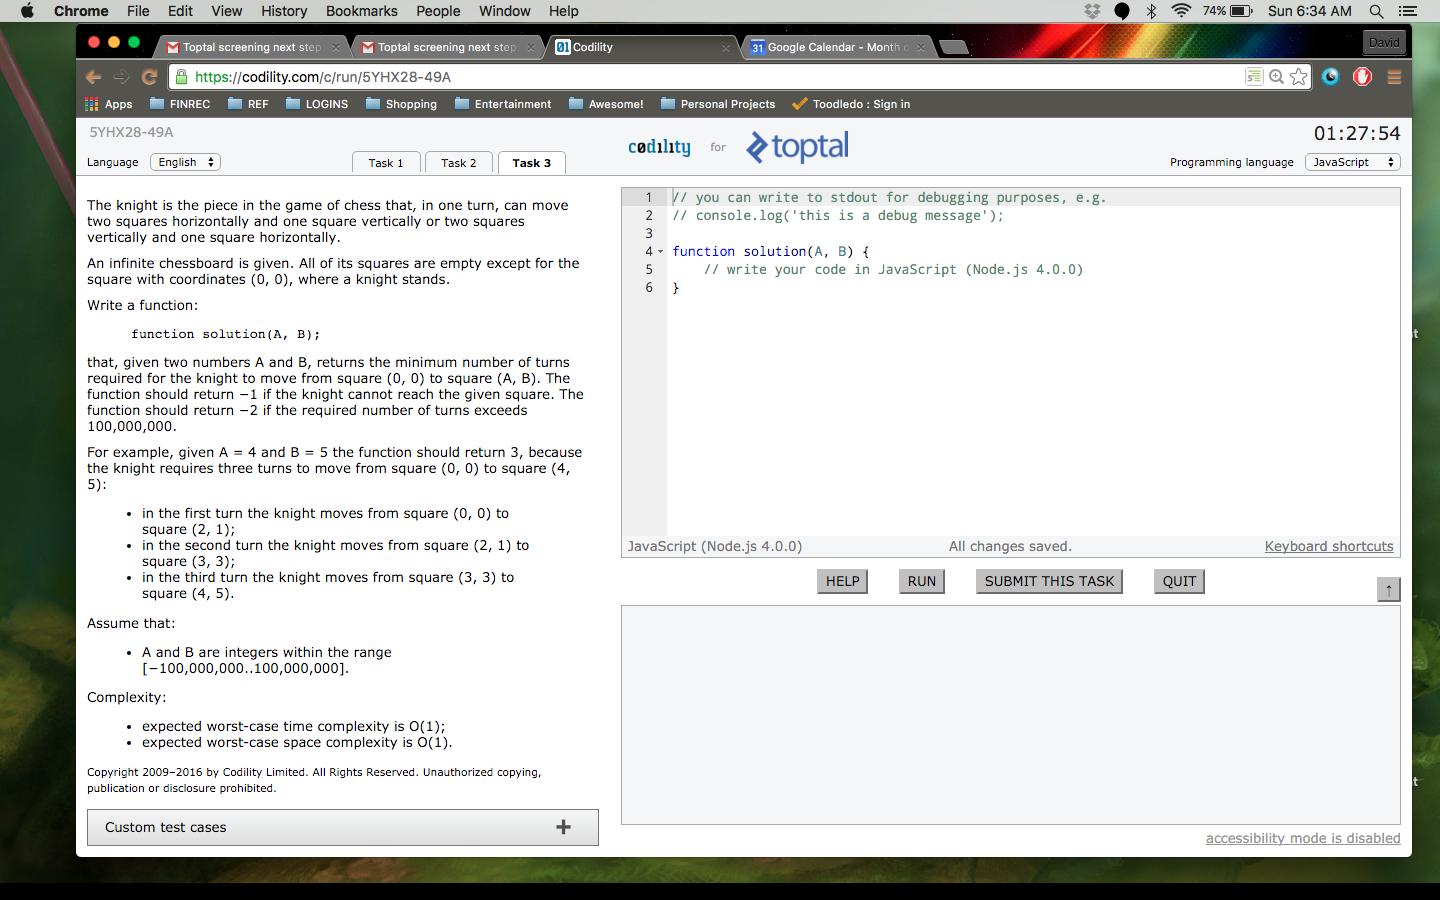 Chrome File Edit View History Bookmarks People Window Help 74% Sun 6:34 AM
Toptal screening next step Toptal screening next step Codility 31 Google Calendar - Month o David
https://codility.com/c/run/5YHX28-49A
Apps FINREC REF LOGINS Shopping Entertainment Awesome! Personal Projects Toodledo : Sign in
5YHX28-49A
codility for toptal
01:27:54
Language English Task 1 Task 2 Task 3
Programming language JavaScript
The knight is the piece in the game of chess that, in one turn, can move
two squares horizontally and one square vertically or two squares
vertically and one square horizontally.
An infinite chessboard is given. All of its squares are empty except for the
square with coordinates (0, 0), where a knight stands.
Write a function:
function solution(A, B);
that, given two numbers A and B, returns the minimum number of turns
required for the knight to move from square (0, 0) to square (A, B). The
function should return −1 if the knight cannot reach the given square. The
function should return −2 if the required number of turns exceeds
100,000,000.
For example, given A = 4 and B = 5 the function should return 3, because
the knight requires three turns to move from square (0, 0) to square (4,
5):
• in the first turn the knight moves from square (0, 0) to
square (2, 1);
• in the second turn the knight moves from square (2, 1) to
square (3, 3);
• in the third turn the knight moves from square (3, 3) to
square (4, 5).
Assume that:
• A and B are integers within the range
[−100,000,000..100,000,000].
Complexity:
• expected worst-case time complexity is O(1);
• expected worst-case space complexity is O(1).
Copyright 2009–2016 by Codility Limited. All Rights Reserved. Unauthorized copying,
publication or disclosure prohibited.
Custom test cases +
1 // you can write to stdout for debugging purposes, e.g.
2 // console.log('this is a debug message');
3
4 function solution(A, B) {
5 // write your code in JavaScript (Node.js 4.0.0)
6 }
JavaScript (Node.js 4.0.0) All changes saved. Keyboard shortcuts
HELP RUN SUBMIT THIS TASK QUIT
↑
accessibility mode is disabled